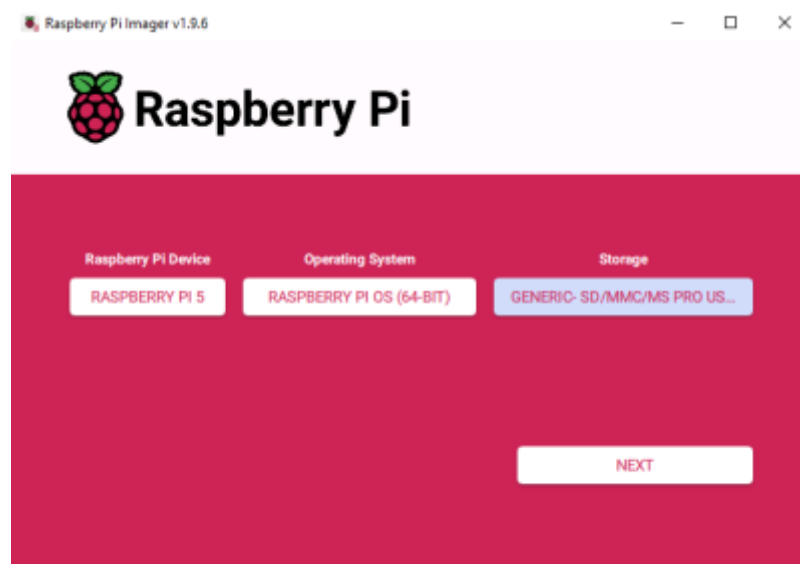 Raspberry Pi Imager v1.9.6
Raspberry Pi
Raspberry Pi Device Operating System Storage
RASPBERRY PI 5 RASPBERRY PI OS (64-BIT) GENERIC- SD/MMC/MS PRO US...
NEXT